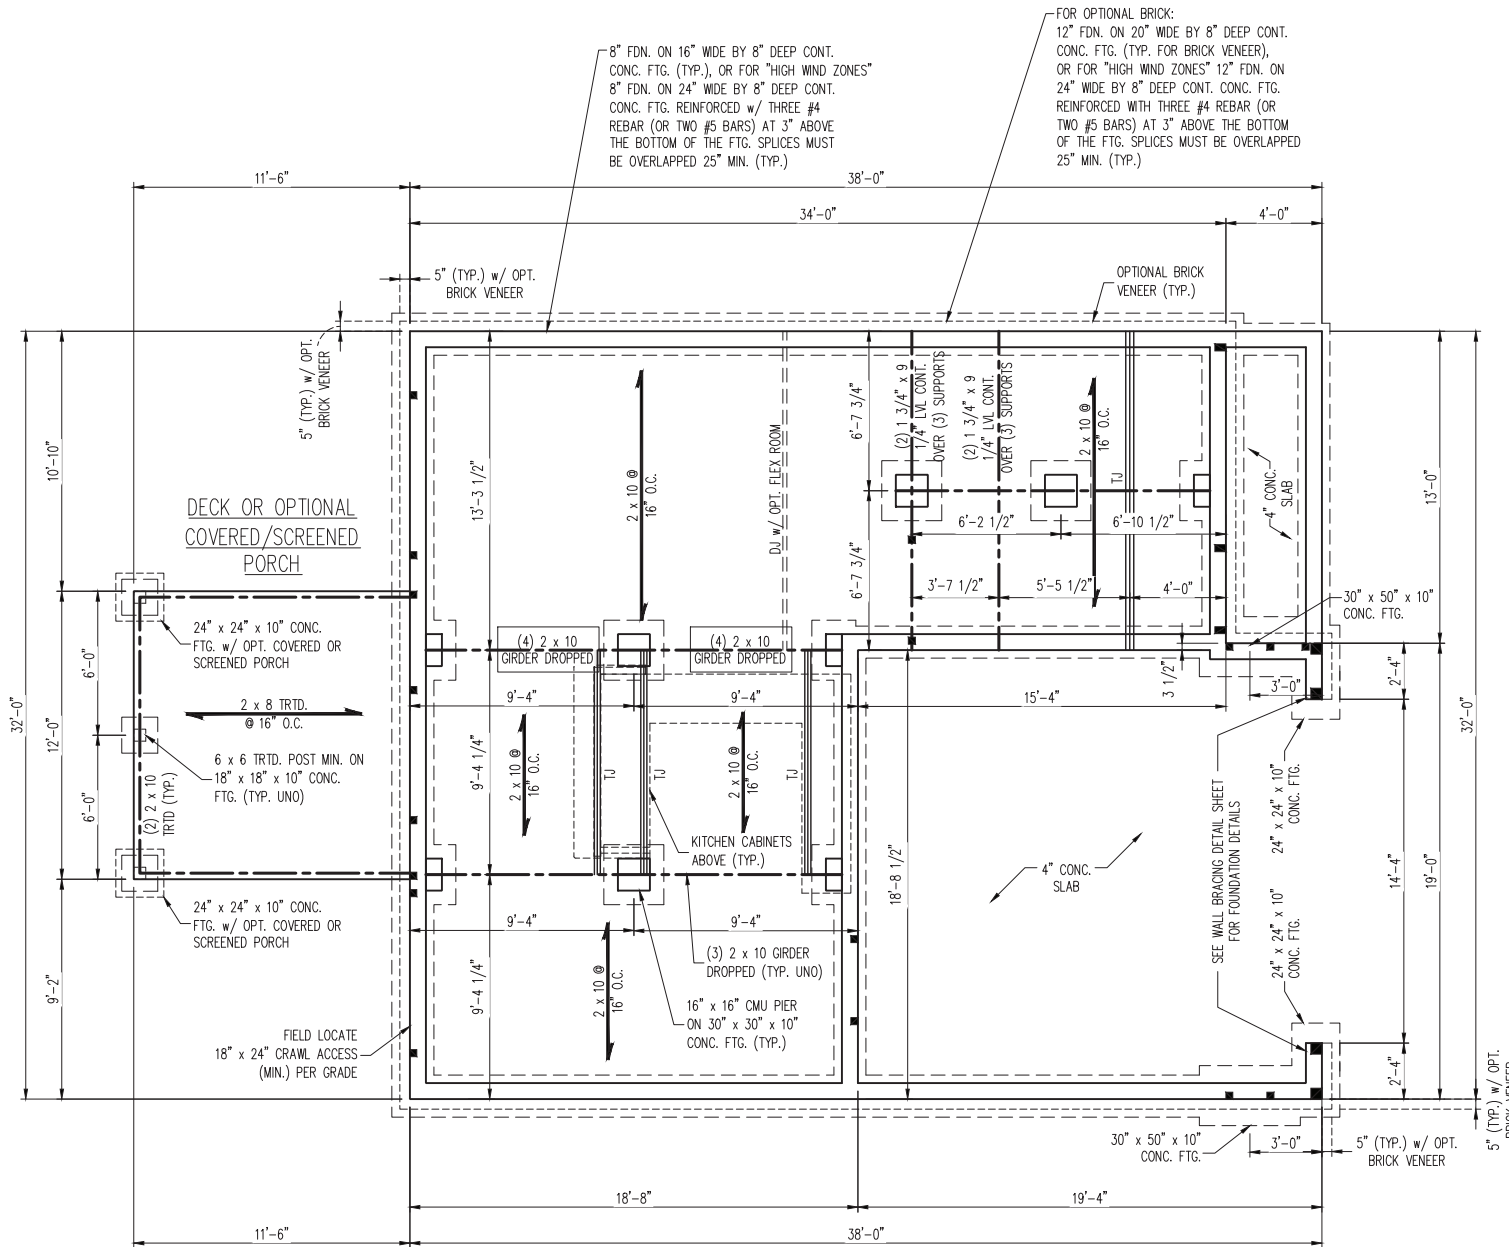 FOR OPTIONAL BRICK:
12" FDN. ON 20" WIDE BY 8" DEEP CONT.
CONC. FTG. (TYP. FOR BRICK VENEER),
OR FOR "HIGH WIND ZONES" 12" FDN. ON
24" WIDE BY 8" DEEP CONT. CONC. FTG.
REINFORCED WITH THREE #4 REBAR (OR
TWO #5 BARS) AT 3" ABOVE THE BOTTOM
OF THE FTG. SPLICES MUST BE OVERLAPPED
25" MIN. (TYP.)
8" FDN. ON 16" WIDE BY 8" DEEP CONT.
CONC. FTG. (TYP.), OR FOR "HIGH WIND ZONES"
8" FDN. ON 24" WIDE BY 8" DEEP CONT.
CONC. FTG. REINFORCED w/ THREE #4
REBAR (OR TWO #5 BARS) AT 3" ABOVE
THE BOTTOM OF THE FTG. SPLICES MUST
BE OVERLAPPED 25" MIN. (TYP.)
11'-6"
38'-0"
34'-0"
4'-0"
5" (TYP.) w/ OPT.
BRICK VENEER
OPTIONAL BRICK
VENEER (TYP.)
5" (TYP.) w/ OPT.
BRICK VENEER
32'-0"
10'-10"
12'-0"
9'-2"
6'-0"
6'-0"
DECK OR OPTIONAL
COVERED/SCREENED
PORCH
24" x 24" x 10" CONC.
FTG. w/ OPT. COVERED OR
SCREENED PORCH
2 x 8 TRTD.
@ 16" O.C.
6 x 6 TRTD. POST MIN. ON
18" x 18" x 10" CONC.
FTG. (TYP. UNO)
(2) 2 x 10
TRTD (TYP.)
24" x 24" x 10" CONC.
FTG. w/ OPT. COVERED OR
SCREENED PORCH
FIELD LOCATE
18" x 24" CRAWL ACCESS
(MIN.) PER GRADE
13'-3 1/2"
2 x 10 @
16" O.C.
DJ w/ OPT. FLEX ROOM
6'-7 3/4"
6'-7 3/4"
(2) 1 3/4" x 9
1/4" LVL CONT.
OVER (3) SUPPORTS
(2) 1 3/4" x 9
1/4" LVL CONT.
OVER (3) SUPPORTS
2 x 10 @
16" O.C.
TJ
6'-2 1/2"
6'-10 1/2"
3'-7 1/2"
5'-5 1/2"
4'-0"
4" CONC.
SLAB
13'-0"
30" x 50" x 10"
CONC. FTG.
(4) 2 x 10
GIRDER DROPPED
(4) 2 x 10
GIRDER DROPPED
9'-4"
9'-4"
15'-4"
3 1/2"
3'-0"
2'-4"
32'-0"
9'-4 1/4"
2 x 10 @
16" O.C.
TJ
TJ
2 x 10 @
16" O.C.
TJ
KITCHEN CABINETS
ABOVE (TYP.)
18'-8 1/2"
4" CONC.
SLAB
SEE WALL BRACING DETAIL SHEET
FOR FOUNDATION DETAILS
24" x 24" x 10"
CONC. FTG.
24" x 24" x 10"
CONC. FTG.
14'-4"
19'-0"
9'-4"
9'-4"
9'-4 1/4"
2 x 10 @
16" O.C.
(3) 2 x 10 GIRDER
DROPPED (TYP. UNO)
16" x 16" CMU PIER
ON 30" x 30" x 10"
CONC. FTG. (TYP.)
2'-4"
30" x 50" x 10"
CONC. FTG.
3'-0"
5" (TYP.) w/ OPT.
BRICK VENEER
5" (TYP.) w/ OPT.
18'-8"
19'-4"
11'-6"
38'-0"